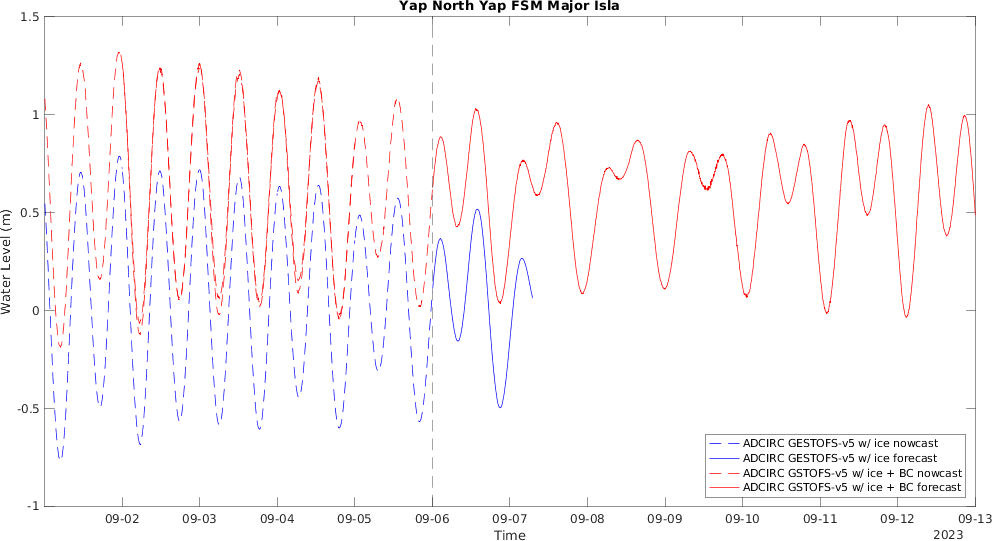 Yap North Yap FSM Major Isla
Water Level (m)
1.5
1
0.5
0
-0.5
-1
ADCIRC GESTOFS-v5 w/ ice nowcast
ADCIRC GESTOFS-v5 w/ ice forecast
ADCIRC GSTOFS-v5 w/ ice + BC nowcast
ADCIRC GSTOFS-v5 w/ ice + BC forecast
09-02 09-03 09-04 09-05 09-06 09-07 09-08 09-09 09-10 09-11 09-12 09-13
Time
2023